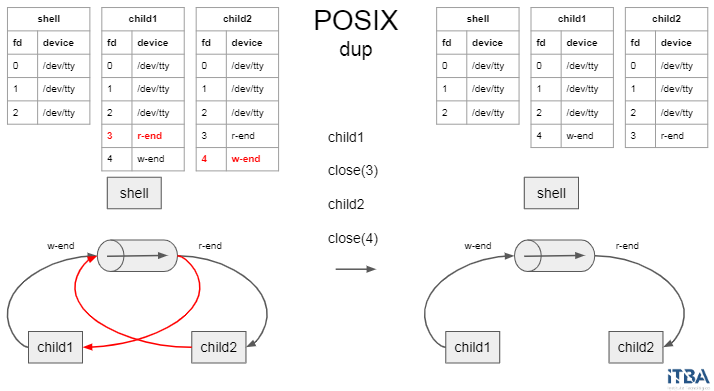 POSIX
dup
shell
fd device
0 /dev/tty
1 /dev/tty
2 /dev/tty
child1
fd device
0 /dev/tty
1 /dev/tty
2 /dev/tty
3 r-end
4 w-end
child2
fd device
0 /dev/tty
1 /dev/tty
2 /dev/tty
3 r-end
4 w-end
shell
w-end
r-end
child1
child2
child1
close(3)
child2
close(4)
shell
fd device
0 /dev/tty
1 /dev/tty
2 /dev/tty
child1
fd device
0 /dev/tty
1 /dev/tty
2 /dev/tty
4 w-end
child2
fd device
0 /dev/tty
1 /dev/tty
2 /dev/tty
3 r-end
shell
w-end
r-end
child1
child2
ITBA